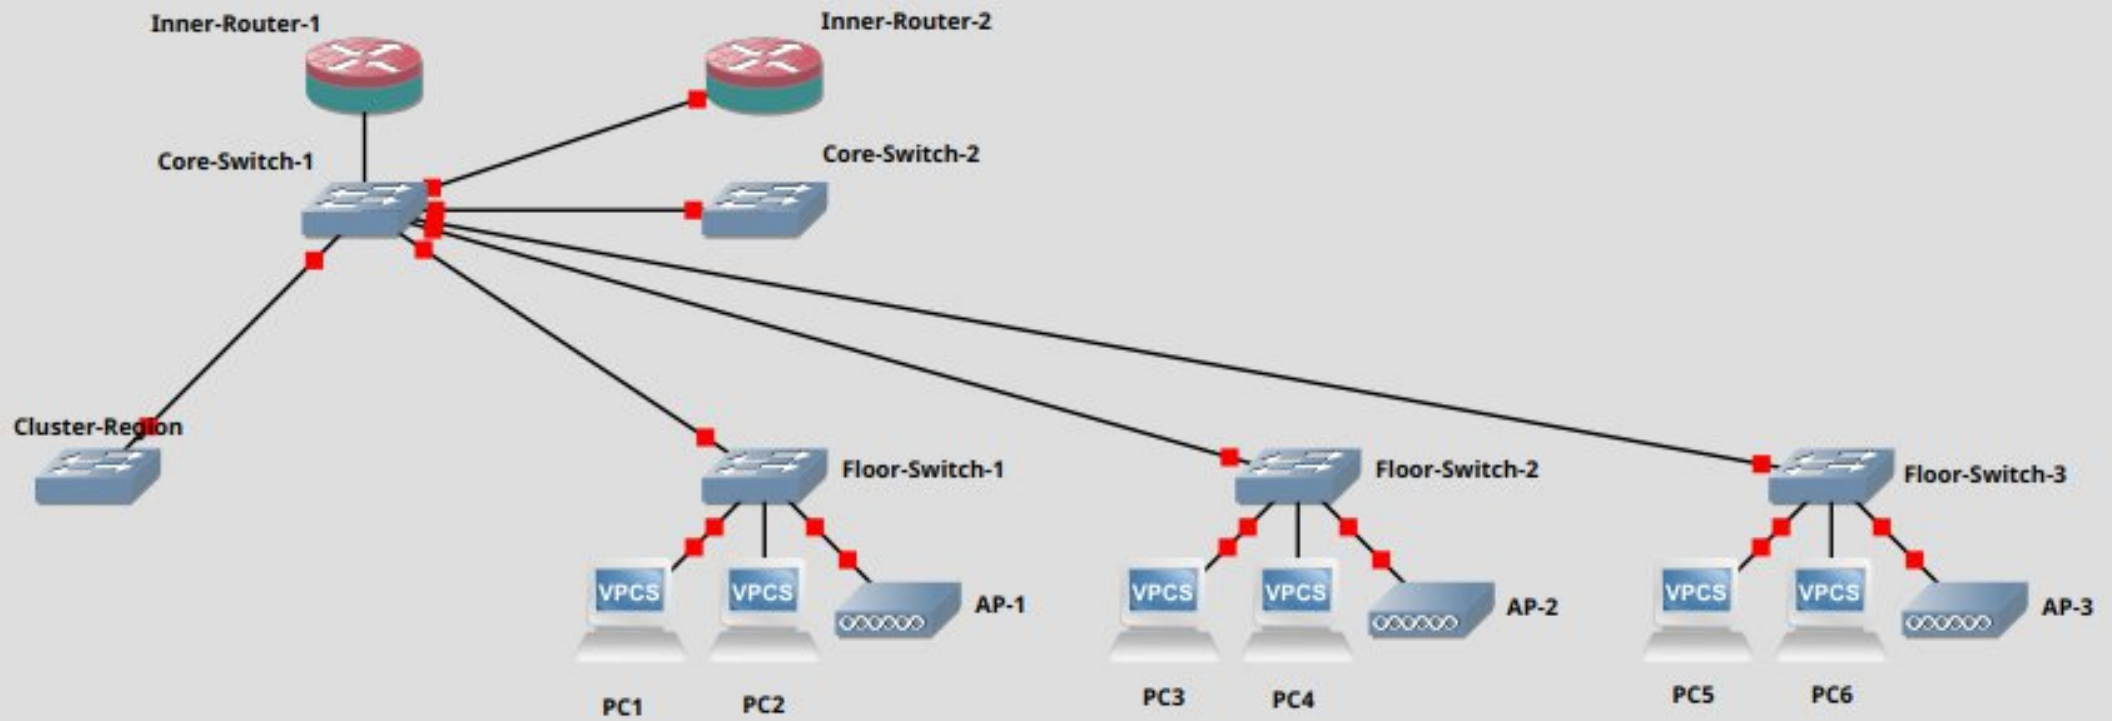 Inner-Router-1
Inner-Router-2
Core-Switch-1
Core-Switch-2
Cluster-Region
Floor-Switch-1
Floor-Switch-2
Floor-Switch-3
VPCS
VPCS
AP-1
VPCS
VPCS
AP-2
VPCS
VPCS
AP-3
PC1
PC2
PC3
PC4
PC5
PC6